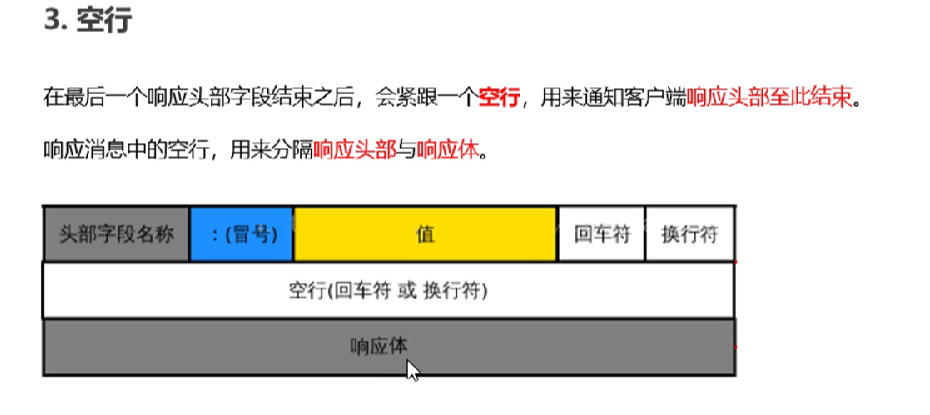 3. 空行
在最后一个响应头部字段结束之后，会紧跟一个空行，用来通知客户端响应头部至此结束。
响应消息中的空行，用来分隔响应头部与响应体。
头部字段名称 ：(冒号) 值 回车符 换行符
空行(回车符 或 换行符)
响应体